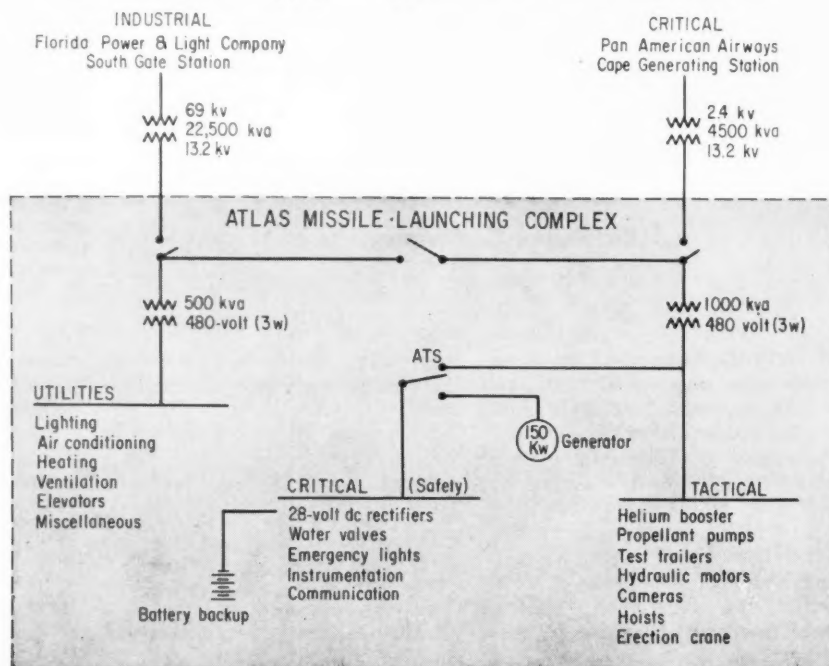 INDUSTRIAL
Florida Power & Light Company
South Gate Station
CRITICAL
Pan American Airways
Cape Generating Station
69 kv
22,500 kva
13.2 kv
2.4 kv
4500 kva
13.2 kv
ATLAS MISSILE LAUNCHING COMPLEX
500 kva
480-volt (3w)
1000 kva
480 volt (3w)
ATS
150 Kw
Generator
UTILITIES
Lighting
Air conditioning
Heating
Ventilation
Elevators
Miscellaneous
Battery backup
CRITICAL (Safety)
28-volt dc rectifiers
Water valves
Emergency lights
Instrumentation
Communication
TACTICAL
Helium booster
Propellant pumps
Test trailers
Hydraulic motors
Cameras
Hoists
Erection crane